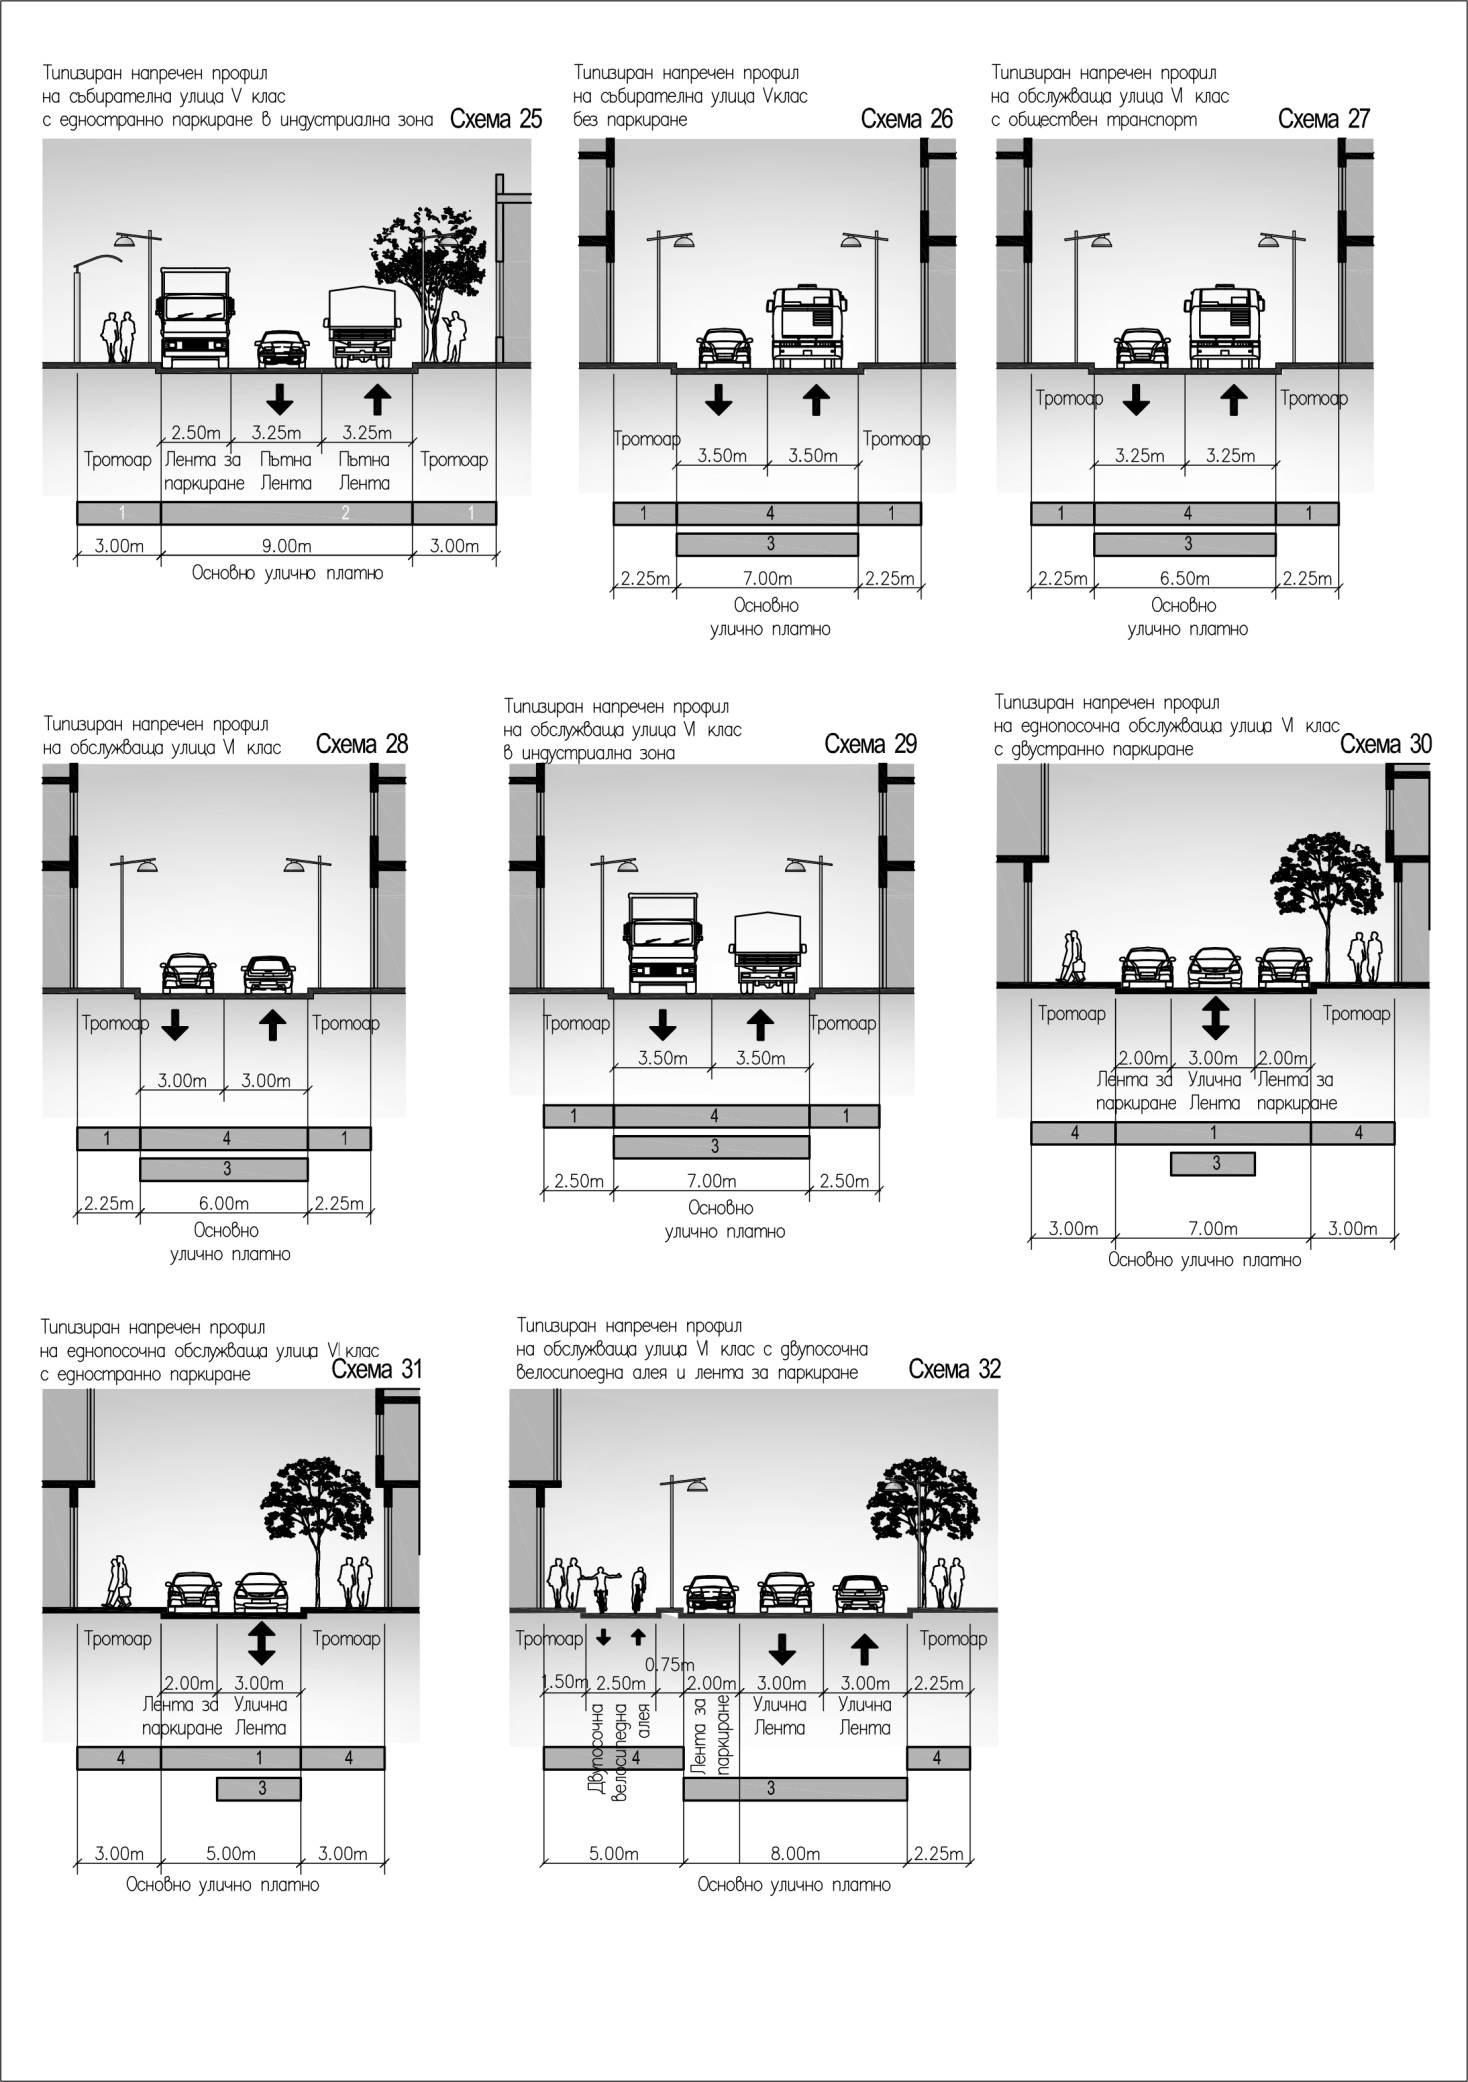 Типизиран напречен профил
на събирателна улица V клас
с едностранно паркиране в индустриална зона
Схема 25
2.50m 3.25m 3.25m
Тротоар Лента за паркиране Пътна Лента Пътна Лента Тротоар
1 2 1
3.00m 9.00m 3.00m
Основно улично платно
Типизиран напречен профил
на събирателна улица Vклас
без паркиране
Схема 26
Тротоар Тротоар
3.50m 3.50m
1 4 1
3
2.25m 7.00m 2.25m
Основно
улично платно
Типизиран напречен профил
на обслужваща улица VI клас
с обществен транспорт
Схема 27
Тротоар Тротоар
3.25m 3.25m
1 4 1
3
2.25m 6.50m 2.25m
Основно
улично платно
Типизиран напречен профил
на обслужваща улица VI клас
Схема 28
Тротоар Тротоар
3.00m 3.00m
1 4 1
3
2.25m 6.00m 2.25m
Основно
улично платно
Типизиран напречен профил
на обслужваща улица VI клас
в индустриална зона
Схема 29
Тротоар Тротоар
3.50m 3.50m
1 4 1
3
2.50m 7.00m 2.50m
Основно
улично платно
Типизиран напречен профил
на еднопосочна обслужваща улица VI клас
с двустранно паркиране
Схема 30
Тротоар Тротоар
2.00m 3.00m 2.00m
Лента за Улична Лента за
паркиране Лента паркиране
4 1 4
3
3.00m 7.00m 3.00m
Основно улично платно
Типизиран напречен профил
на еднопосочна обслужваща улица VI клас
с едностранно паркиране
Схема 31
Тротоар Тротоар
2.00m 3.00m
Лента за Улична
паркиране Лента
4 1 4
3
3.00m 5.00m 3.00m
Основно улично платно
Типизиран напречен профил
на обслужваща улица VI клас с двупосочна
велосипоедна алея и лента за паркиране
Схема 32
Тротоар Тротоар
0.75m
1.50m 2.50m 2.00m 3.00m 3.00m 2.25m
Двупосочна
велосипедна
алея
Лента за
паркиране
Улична Улична
Лента Лента
4 4
3
5.00m 8.00m 2.25m
Основно улично платно